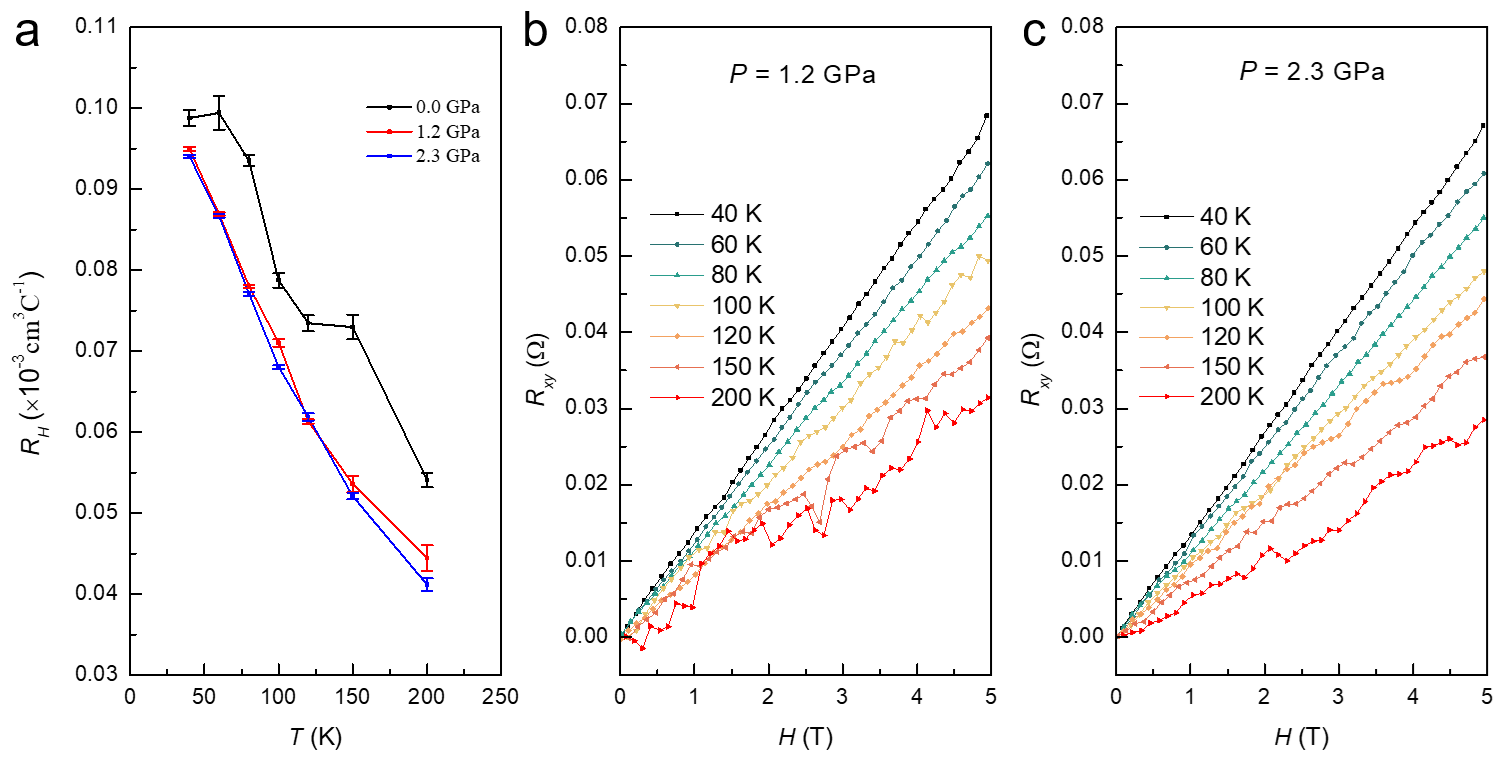 a
0.11
0.10
0.09
0.08
0.07
0.06
0.05
0.04
0.03
R_H (×10⁻³ cm³C⁻¹)
0.0 GPa
1.2 GPa
2.3 GPa
0 50 100 150 200 250
T (K)
b
0.08
0.07
0.06
0.05
0.04
0.03
0.02
0.01
0.00
R_xy (Ω)
P = 1.2 GPa
40 K
60 K
80 K
100 K
120 K
150 K
200 K
0 1 2 3 4 5
H (T)
c
0.08
0.07
0.06
0.05
0.04
0.03
0.02
0.01
0.00
R_xy (Ω)
P = 2.3 GPa
40 K
60 K
80 K
100 K
120 K
150 K
200 K
0 1 2 3 4 5
H (T)